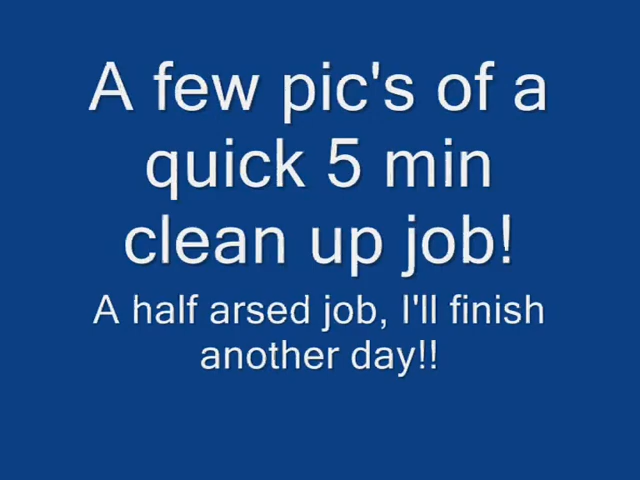 A few pic's of a
quick 5 min
clean up job!
A half arsed job, I'll finish
another day!!